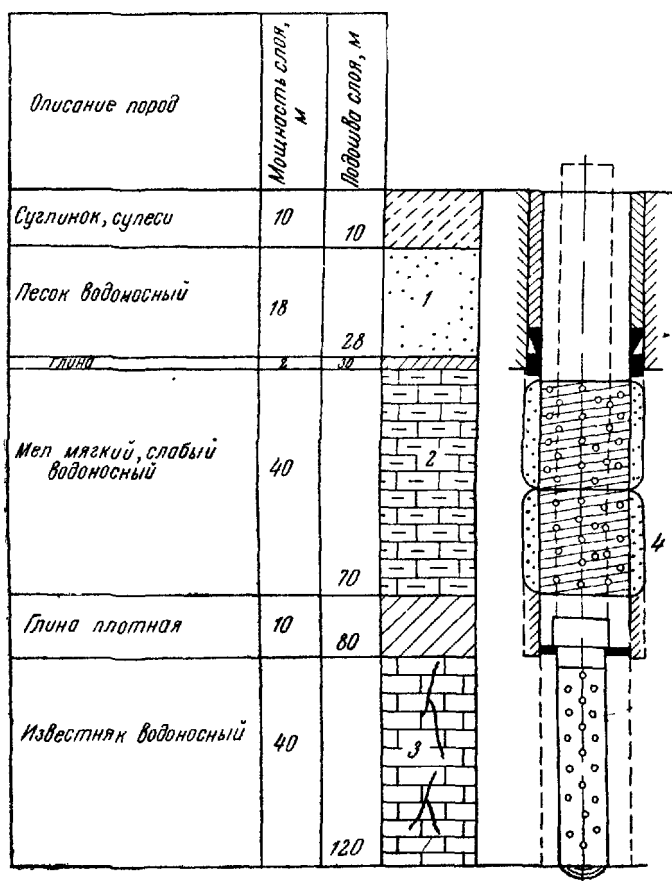 Описание пород
Мощность слоя,
м
Подошва слоя, м
Суглинок, супеси
10
10
Песок водоносный
18
28
1
глина
2
30
Мел мягкий, слабый
водоносный
40
70
2
4
Глина плотная
10
80
Известняк водоносный
40
120
3